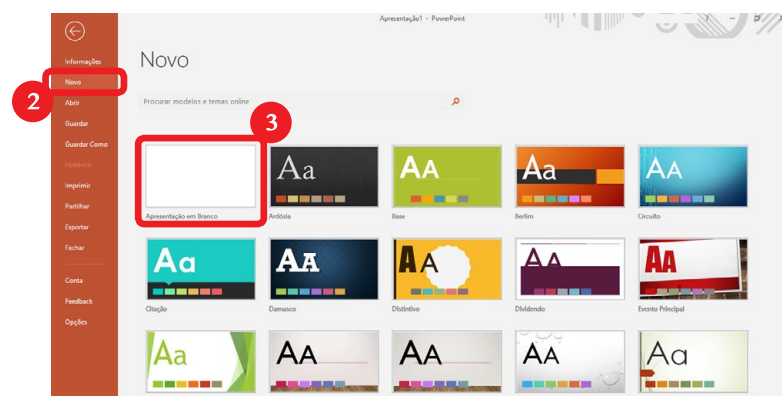 Apresentação1 - PowerPoint
?
Informações
Novo
Abrir
Guardar
Guardar Como
Imprimir
Partilhar
Exportar
Fechar
Conta
Feedback
Opções
2
Novo
Procurar modelos e temas online
3
Apresentação em Branco
Aa
Ardósia
AA
Base
Aa
Berlim
AA
Circuito
Aa
Citação
AA
Damasco
AA
Distintivo
AA
Dividendo
AA
Evento Principal
Aa
AA
AA
AA
Aa